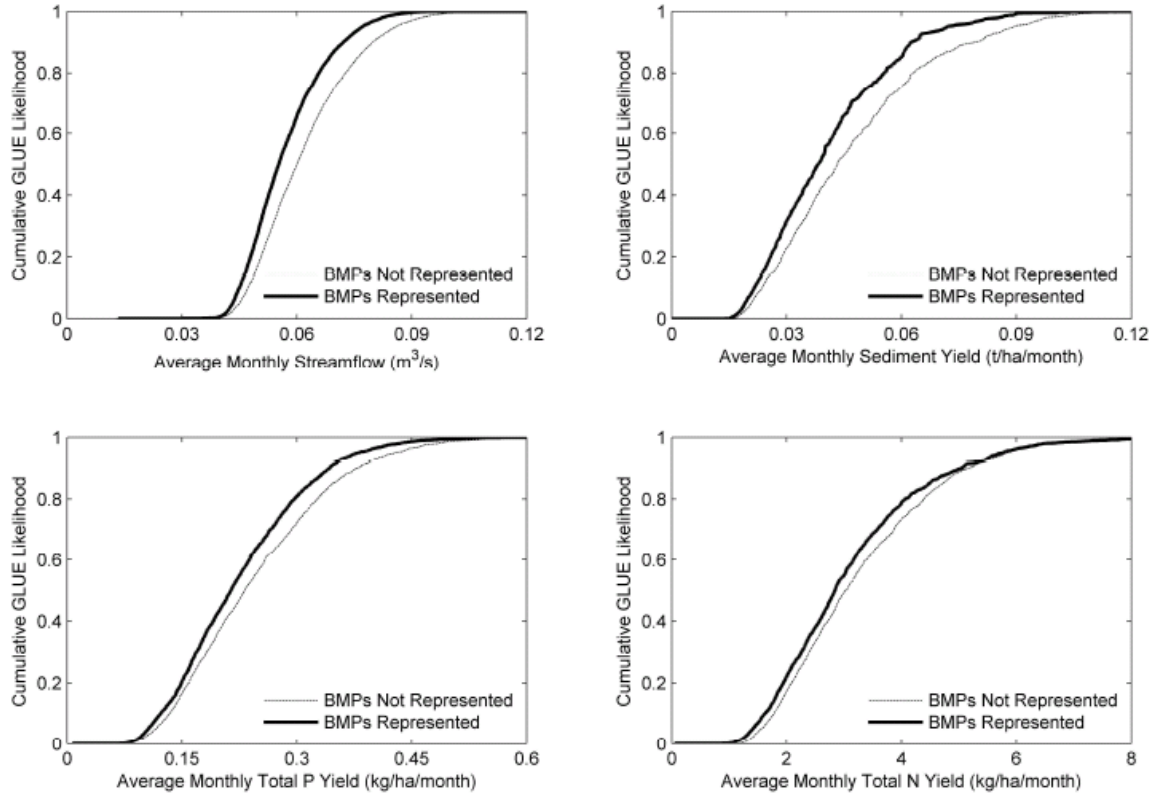 Cumulative GLUE Likelihood
1
0.8
0.6
0.4
0.2
0
BMPs Not Represented
BMPs Represented
0 0.03 0.06 0.09 0.12
Average Monthly Streamflow (m³/s)
Cumulative GLUE Likelihood
1
0.8
0.6
0.4
0.2
0
BMPs Not Represented
BMPs Represented
0 0.03 0.06 0.09 0.12
Average Monthly Sediment Yield (t/ha/month)
Cumulative GLUE Likelihood
1
0.8
0.6
0.4
0.2
0
BMPs Not Represented
BMPs Represented
0 0.15 0.3 0.45 0.6
Average Monthly Total P Yield (kg/ha/month)
Cumulative GLUE Likelihood
1
0.8
0.6
0.4
0.2
0
BMPs Not Represented
BMPs Represented
0 2 4 6 8
Average Monthly Total N Yield (kg/ha/month)